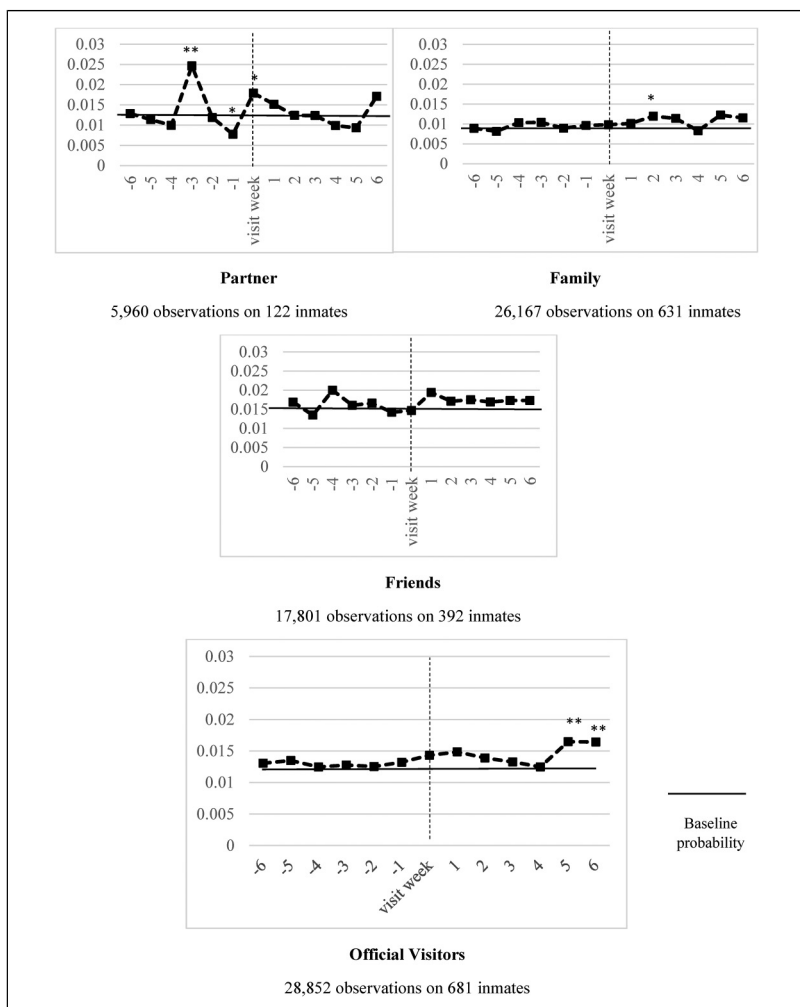 0.03
0.025
0.02
0.015
0.01
0.005
0
**
*
*
-6 -5 -4 -3 -2 -1 visit week 1 2 3 4 5 6
0.03
0.025
0.02
0.015
0.01
0.005
0
*
-6 -5 -4 -3 -2 -1 visit week 1 2 3 4 5 6
Partner
5,960 observations on 122 inmates
Family
26,167 observations on 631 inmates
0.03
0.025
0.02
0.015
0.01
0.005
0
-6 -5 -4 -3 -2 -1 visit week 1 2 3 4 5 6
Friends
17,801 observations on 392 inmates
0.03
0.025
0.02
0.015
0.01
0.005
0
** **
-6 -5 -4 -3 -2 -1 visit week 1 2 3 4 5 6
Baseline
probability
Official Visitors
28,852 observations on 681 inmates